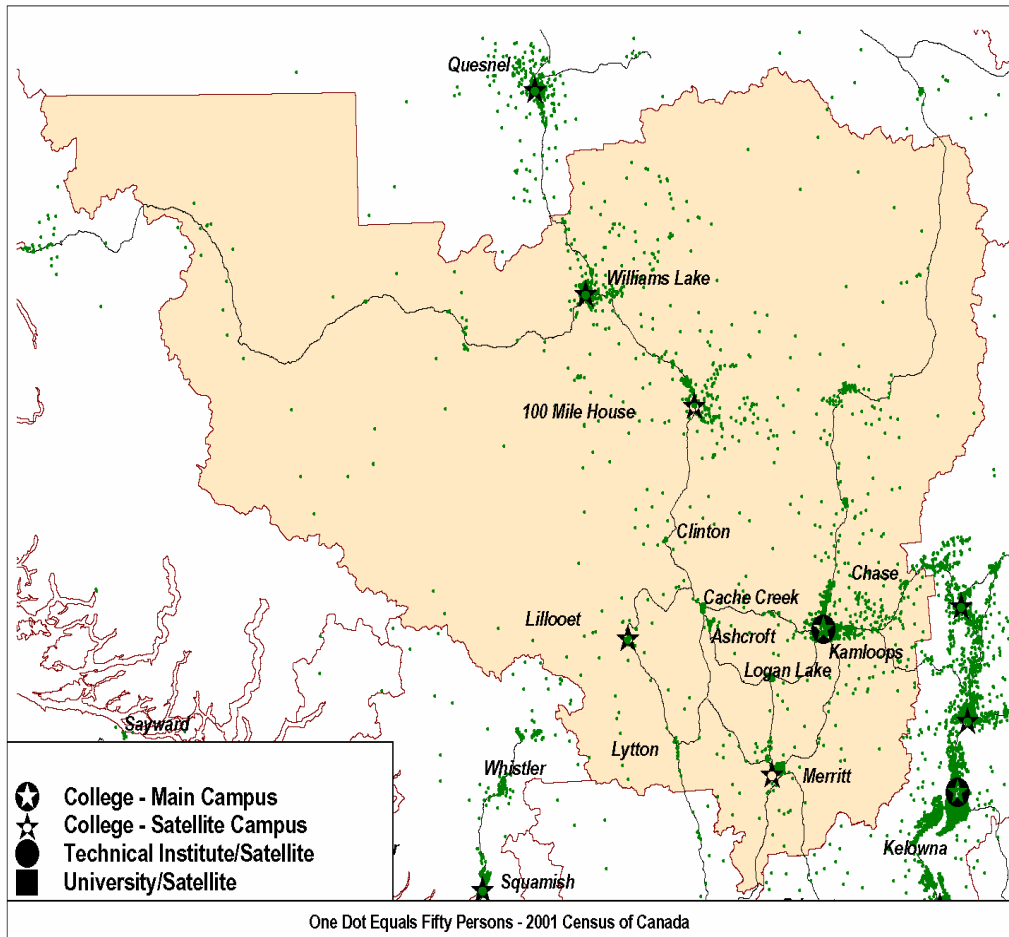 Quesnel
Williams Lake
100 Mile House
Clinton
Chase
Cache Creek
Lillooet
Ashcroft
Kamloops
Logan Lake
Sayward
Lytton
Whistler
Merritt
College - Main Campus
College - Satellite Campus
Technical Institute/Satellite
University/Satellite
Kelowna
Squamish
One Dot Equals Fifty Persons - 2001 Census of Canada